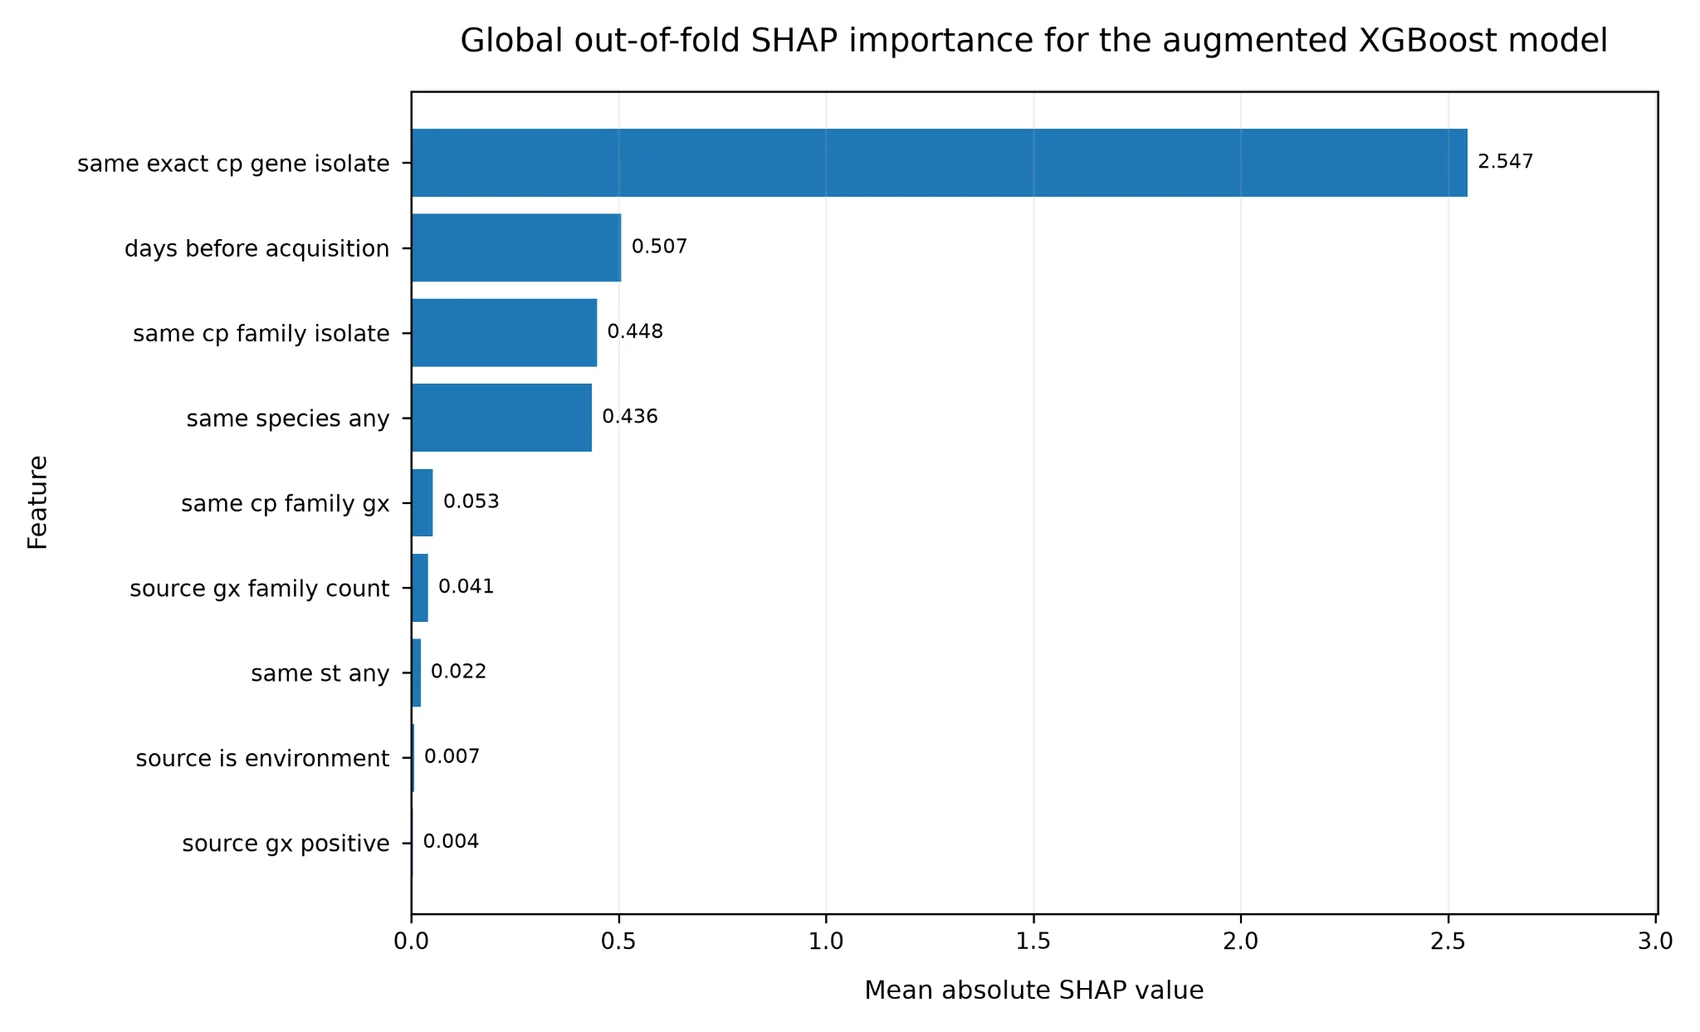 Global out-of-fold SHAP importance for the augmented XGBoost model
same exact cp gene isolate 2.547
days before acquisition 0.507
same cp family isolate 0.448
same species any 0.436
same cp family gx 0.053
source gx family count 0.041
same st any 0.022
source is environment 0.007
source gx positive 0.004
Feature
0.0 0.5 1.0 1.5 2.0 2.5 3.0
Mean absolute SHAP value